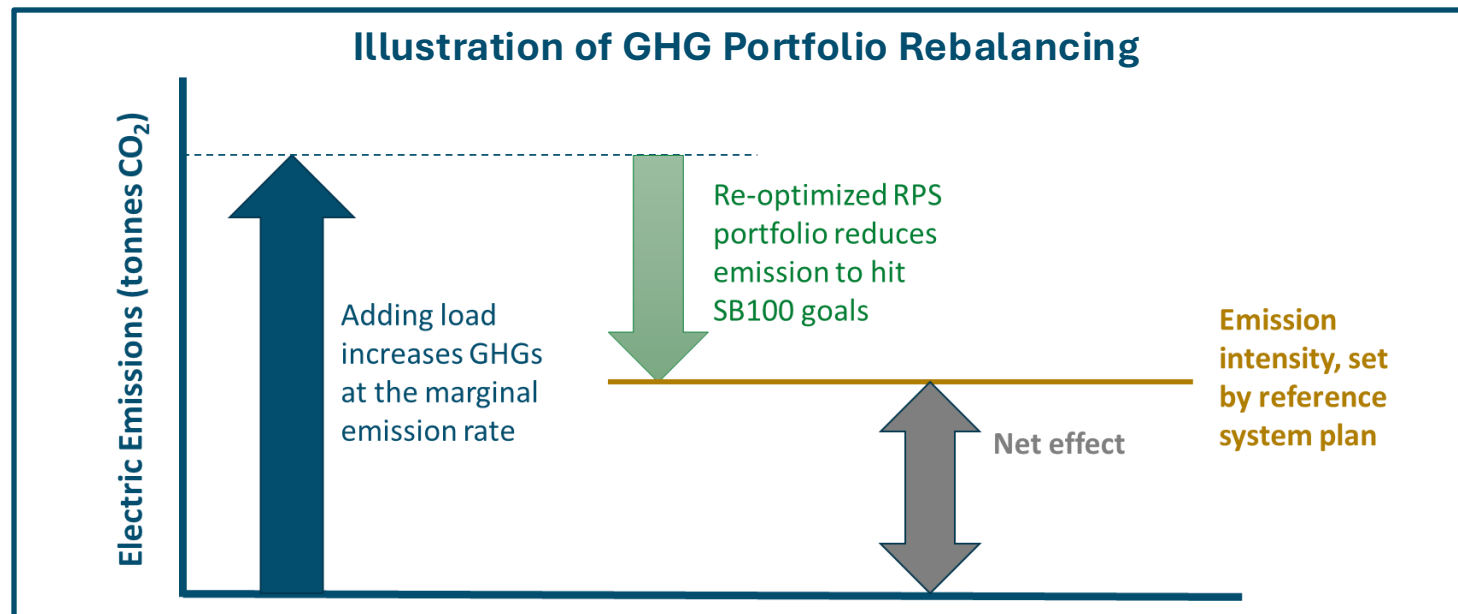 Illustration of GHG Portfolio Rebalancing
Electric Emissions (tonnes CO₂)
Adding load
increases GHGs
at the marginal
emission rate
Re-optimized RPS
portfolio reduces
emission to hit
SB100 goals
Net effect
Emission
intensity, set
by reference
system plan